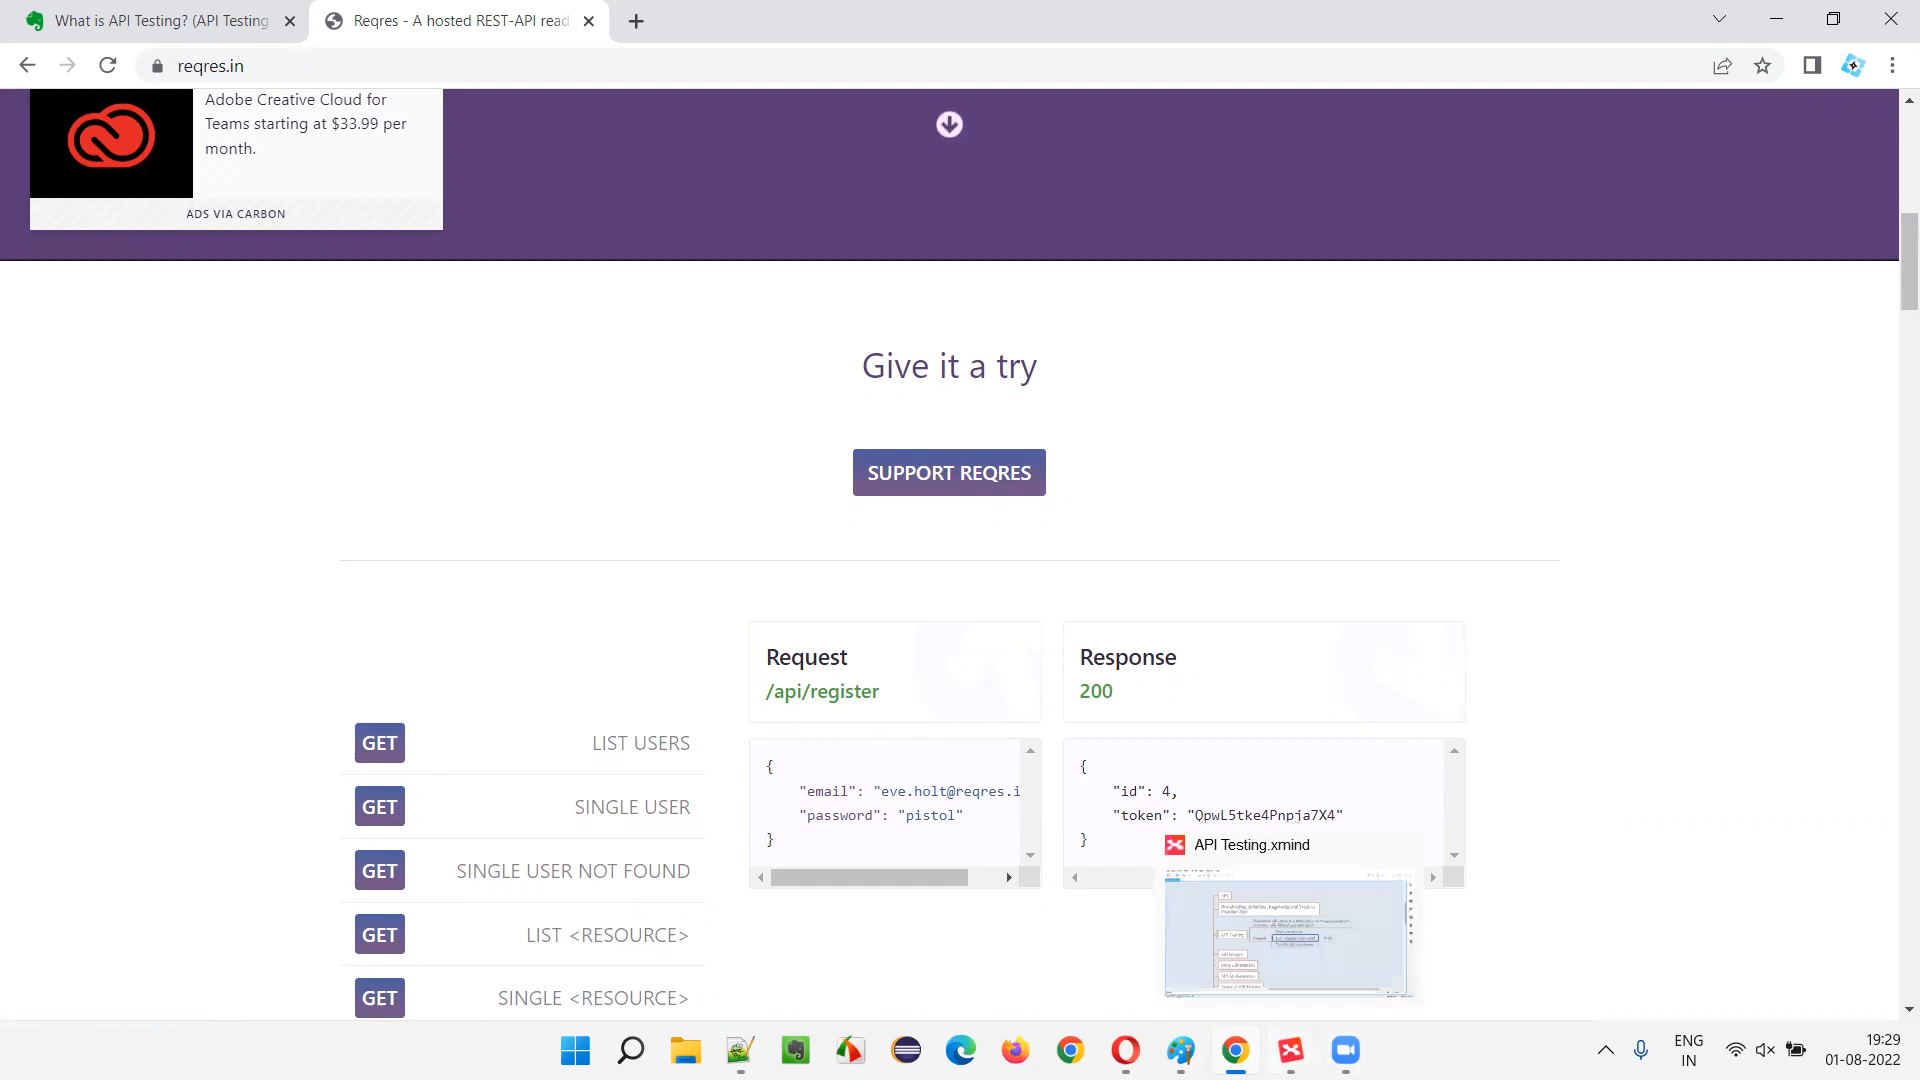 What is API Testing? (API Testing
Reqres - A hosted REST-API read
reqres.in
Adobe Creative Cloud for
Teams starting at $33.99 per
month.
ADS VIA CARBON
Give it a try
SUPPORT REQRES
Request
/api/register
Response
200
GET LIST USERS
GET SINGLE USER
GET SINGLE USER NOT FOUND
GET LIST <RESOURCE>
GET SINGLE <RESOURCE>
{
"email": "eve.holt@reqres.i
"password": "pistol"
}
{
"id": 4,
"token": "QpwL5tke4Pnpja7X4"
}
API Testing.xmind
API
API Testing
ENG
IN
19:29
01-08-2022